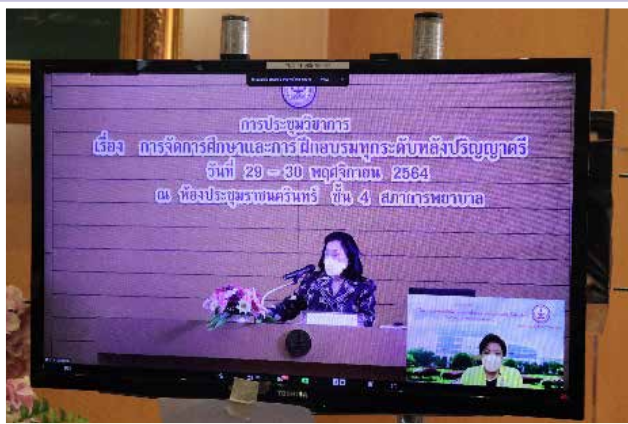 การประชุมวิชาการ
เรื่อง การจัดการศึกษาและการฝึกอบรมทุกระดับหลังปริญญาตรี
วันที่ 29 – 30 พฤศจิกายน 2564
ณ ห้องประชุมราชนครินทร์ ชั้น 4 สภาการพยาบาล
TOSHIBA